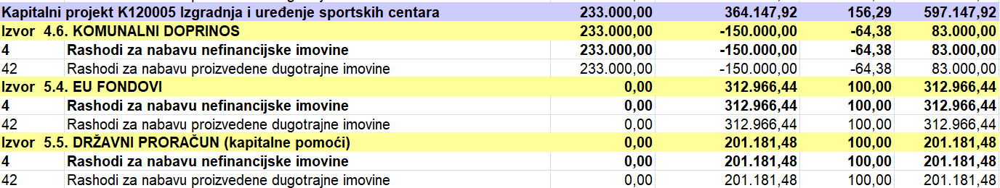 Kapitalni projekt K120005 Izgradnja i uređenje sportskih centara 233.000,00 364.147,92 156,29 597.147,92
Izvor 4.6. KOMUNALNI DOPRINOS 233.000,00 -150.000,00 -64,38 83.000,00
4 Rashodi za nabavu nefinancijske imovine 233.000,00 -150.000,00 -64,38 83.000,00
42 Rashodi za nabavu proizvedene dugotrajne imovine 233.000,00 -150.000,00 -64,38 83.000,00
Izvor 5.4. EU FONDOVI 0,00 312.966,44 100,00 312.966,44
4 Rashodi za nabavu nefinancijske imovine 0,00 312.966,44 100,00 312.966,44
42 Rashodi za nabavu proizvedene dugotrajne imovine 0,00 312.966,44 100,00 312.966,44
Izvor 5.5. DRŽAVNI PRORAČUN (kapitalne pomoći) 0,00 201.181,48 100,00 201.181,48
4 Rashodi za nabavu nefinancijske imovine 0,00 201.181,48 100,00 201.181,48
42 Rashodi za nabavu proizvedene dugotrajne imovine 0,00 201.181,48 100,00 201.181,48